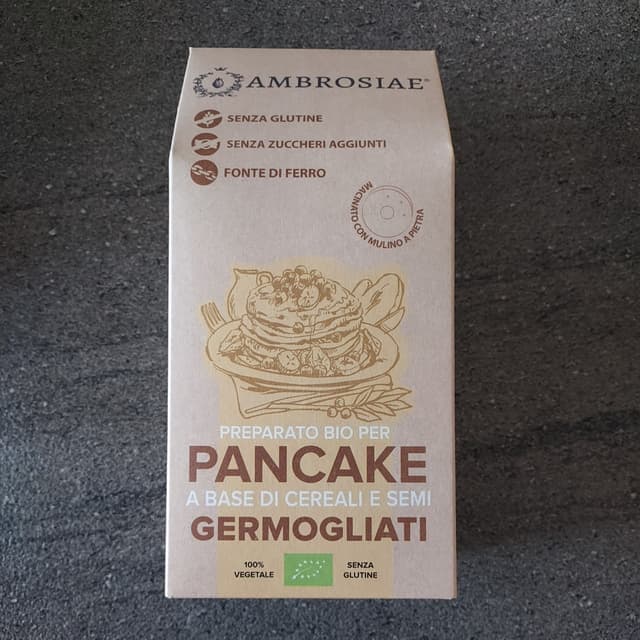 AMBROSIAE®
SENZA GLUTINE
SENZA ZUCCHERI AGGIUNTI
FONTE DI FERRO
MACINATO CON MULINO A PIETRA
PREPARATO BIO PER
PANCAKE
A BASE DI CEREALI E SEMI
GERMOGLIATI
100%
VEGETALE
SENZA
GLUTINE